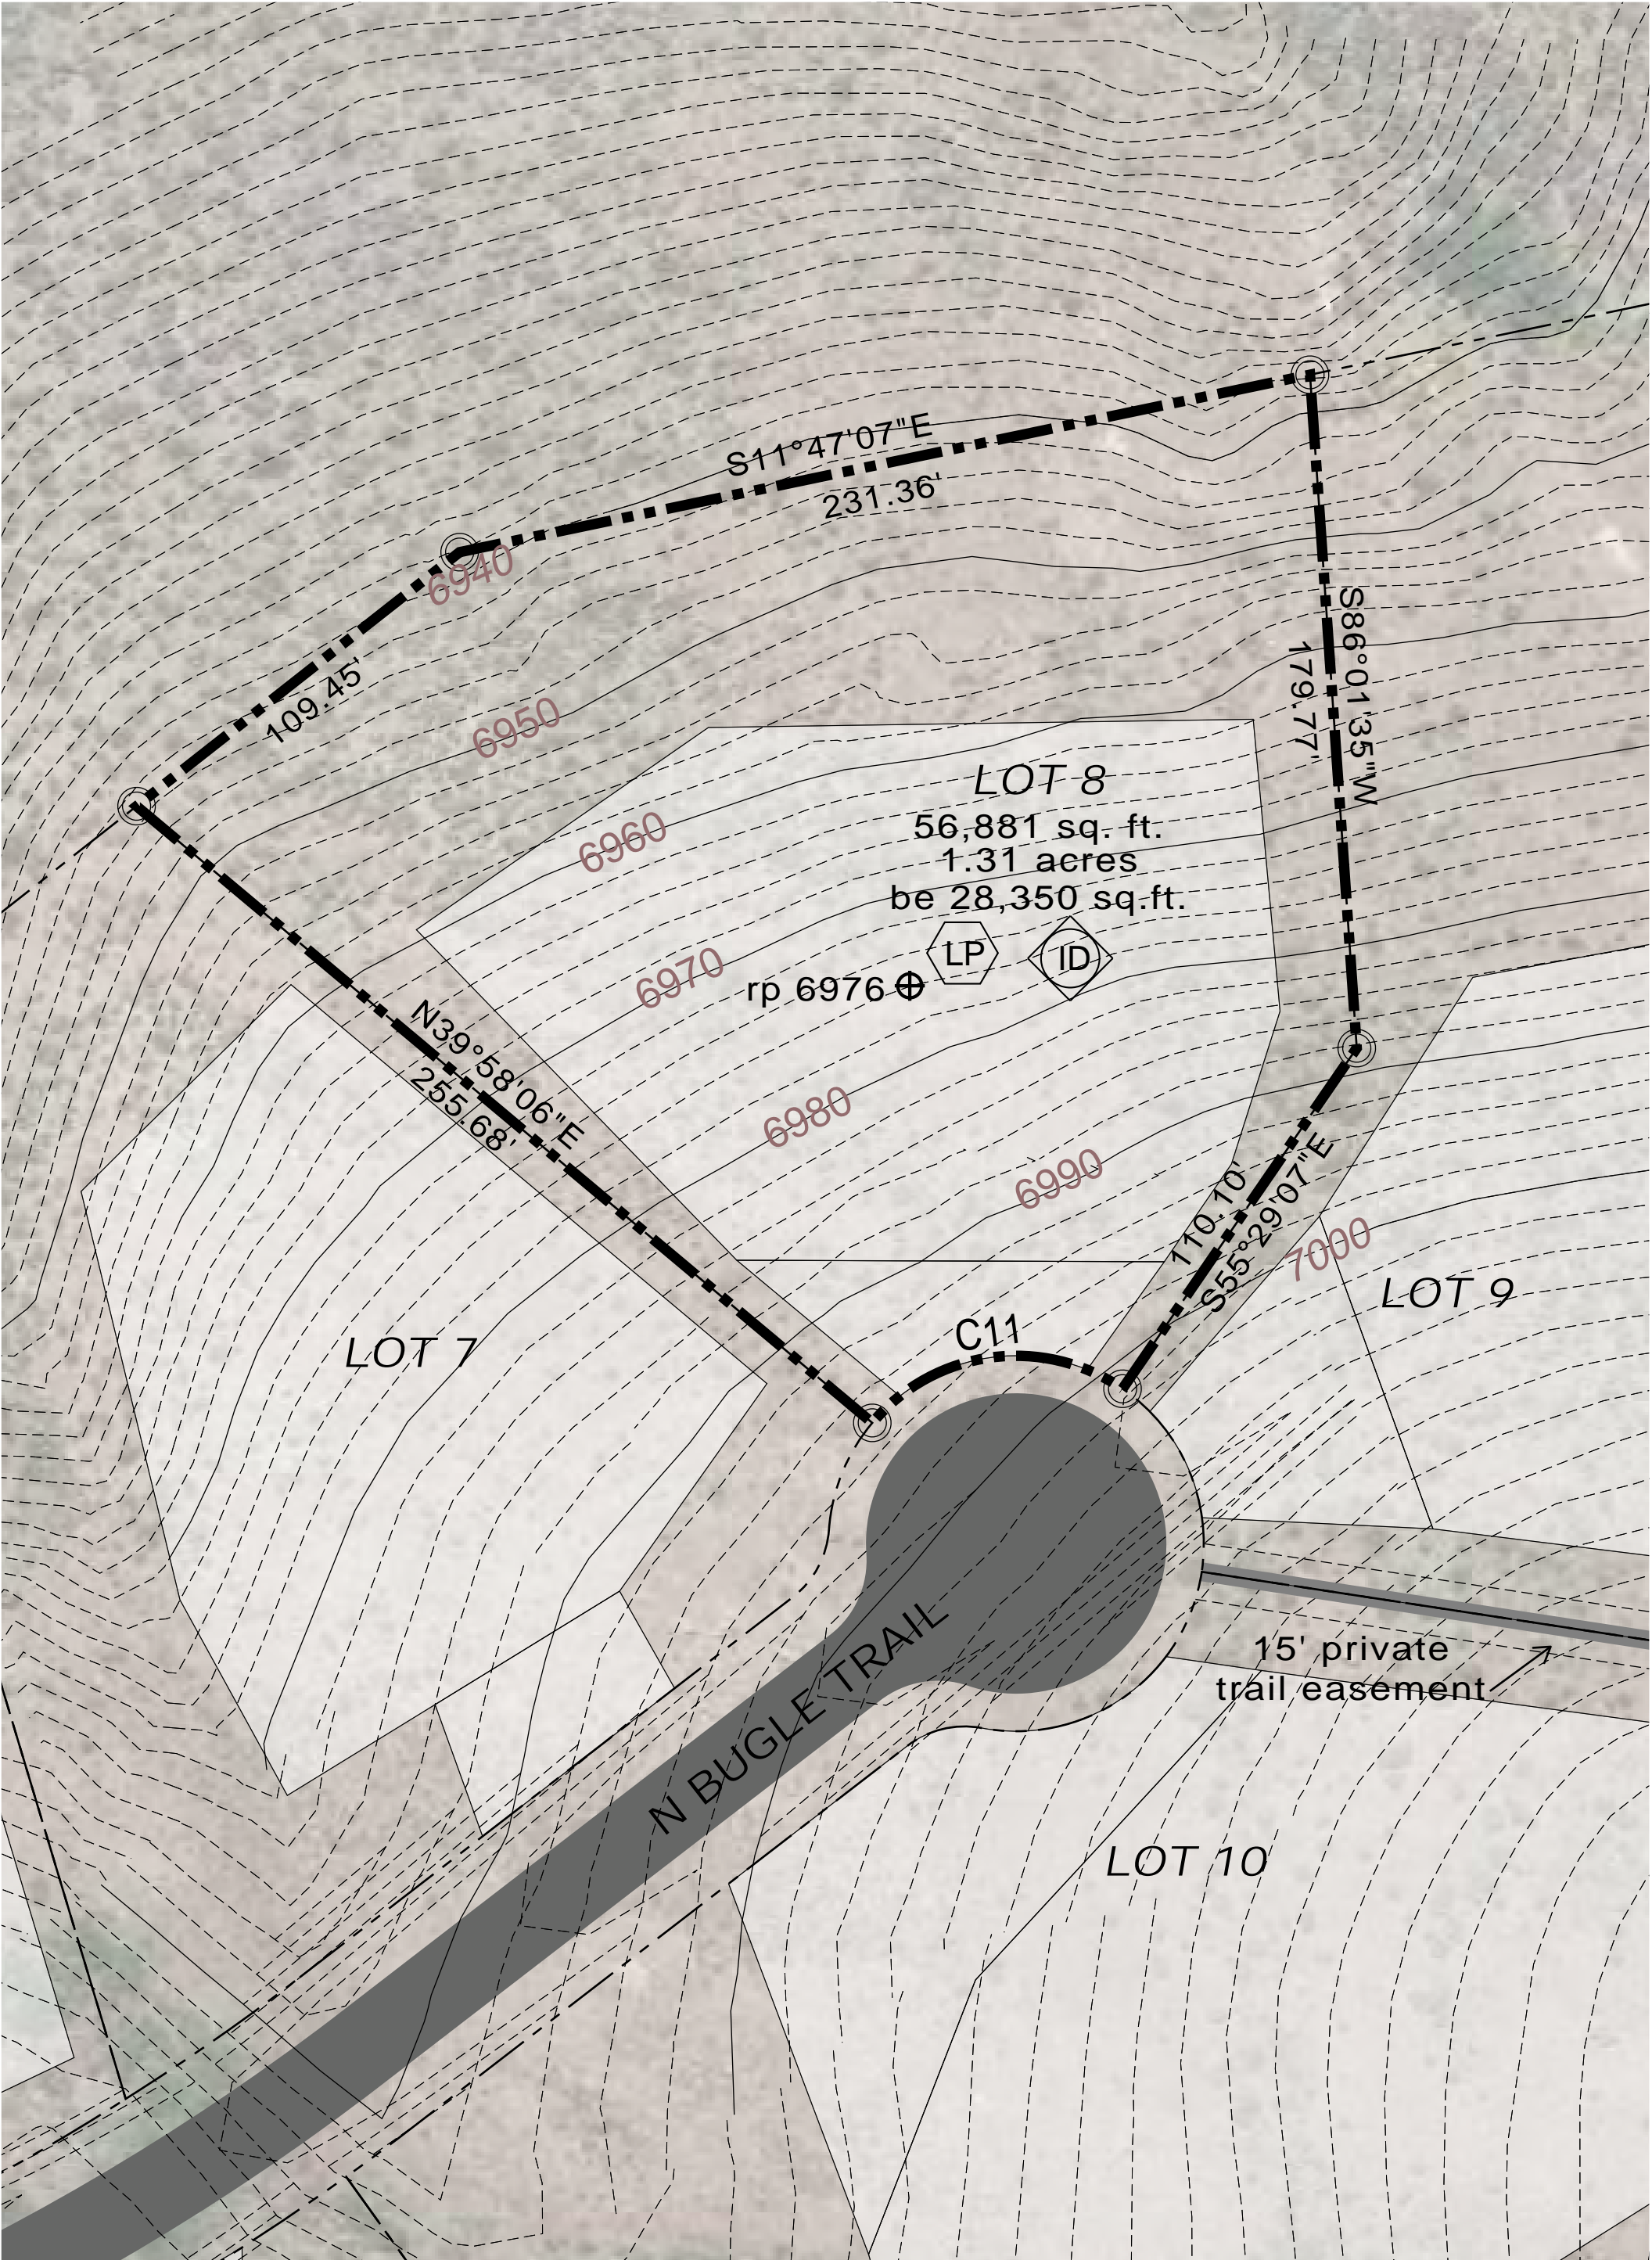 S11°47'07"E
231.36'
6940
S86°01'35"W
179.77'
109.45'
6950
LOT 8
56,881 sq. ft.
1.31 acres
be 28,350 sq.ft.
6960
LP
ID
6970
rp 6976
N39°58'06"E
255.68'
6980
6990
110.10'
S55°29'07"E
7000
LOT 9
C11
LOT 7
N BUGLE TRAIL
15' private
trail easement
LOT 10